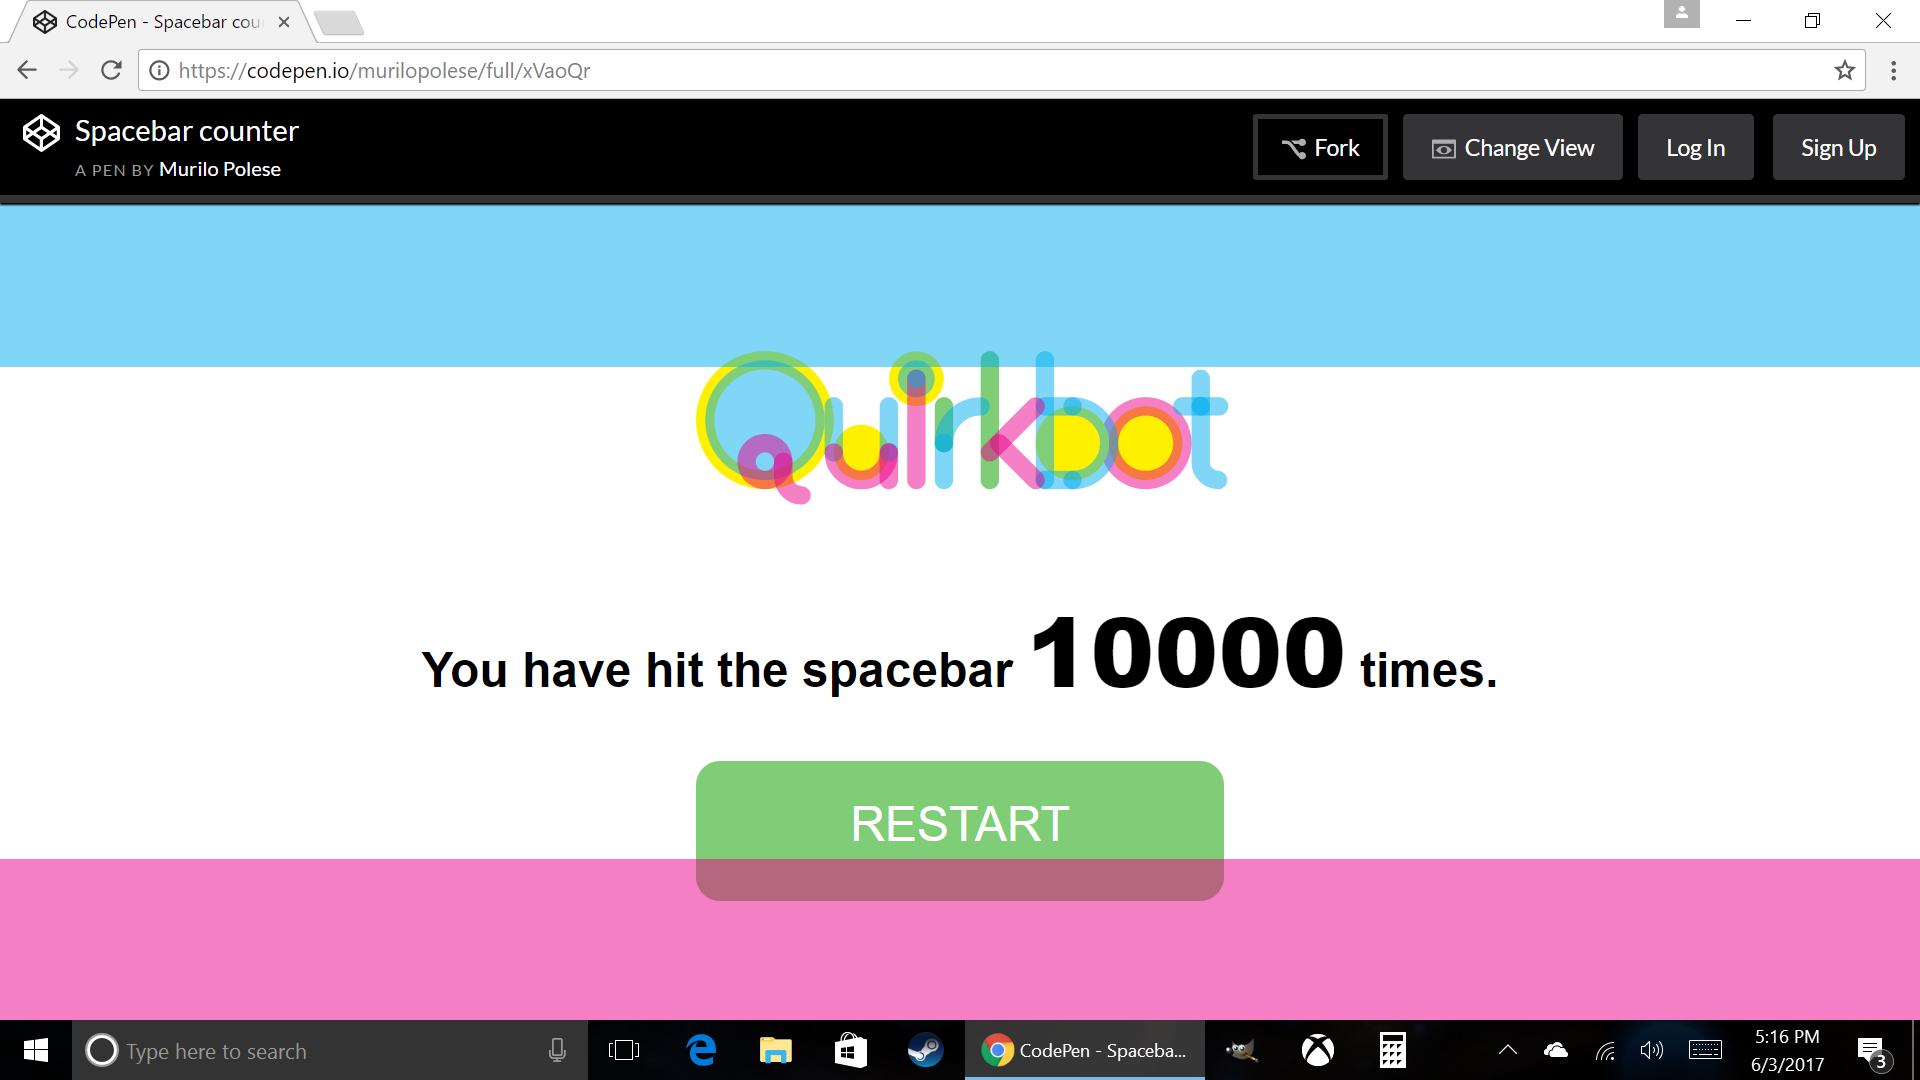 CodePen - Spacebar cou
https://codepen.io/murilopolese/full/xVaoQr
Spacebar counter
A PEN BY Murilo Polese
Fork
Change View
Log In
Sign Up
Quirkbot
You have hit the spacebar 10000 times.
RESTART
Type here to search
CodePen - Spaceba...
5:16 PM
6/3/2017
3